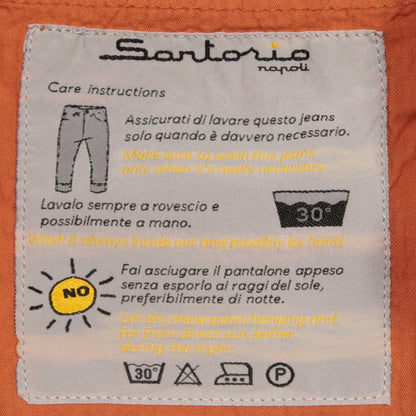 Sartorio
napoli
Care instructions
Assicurati di lavare questo jeans
solo quando è davvero necessario.
Make sure to wash this jeans
only when it's really necessary
Lavalo sempre a rovescio e
possibilmente a mano.
30°
Wash it always inside out and possibly by hand
Fai asciugare il pantalone appeso
senza esporlo ai raggi del sole,
preferibilmente di notte.
NO
Let dry these jeans hanging and
far from direct sun, better
during the night.
30°
P